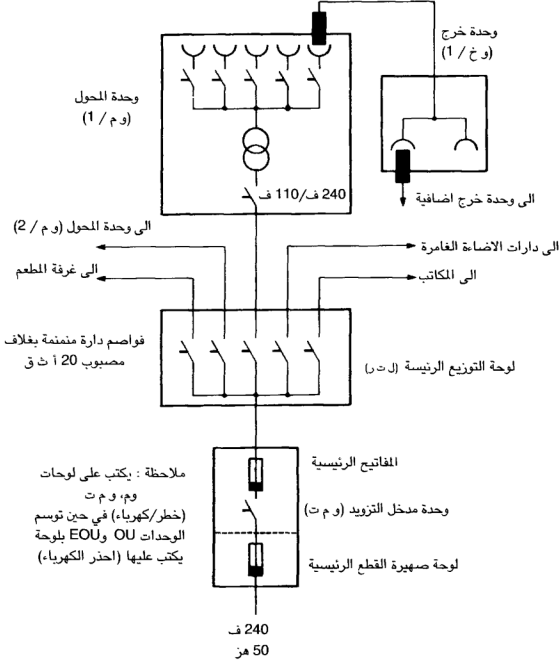 وحدة خرج
(و خ / 1)
وحدة المحول
(و م / 1)
240 ف/110 ف
الى وحدة خرج اضافية
الى وحدة المحول (و م / 2)
الى دارات الاضاءة الغامرة
الى غرفة المطعم
الى المكاتب
فواصم دارة منمنمة بغلاف
مصبوب 20 أ ث ق
لوحة التوزيع الرئيسة (ل ت ر)
المفاتيح الرئيسية
ملاحظة : يكتب على لوحات
وم، و م ت
(خطر/كهرباء) في حين توسم
الوحدات OU وEOU بلوحة
يكتب عليها (احذر الكهرباء)
وحدة مدخل التزويد (و م ت)
لوحة صهيرة القطع الرئيسية
240 ف
50 هز